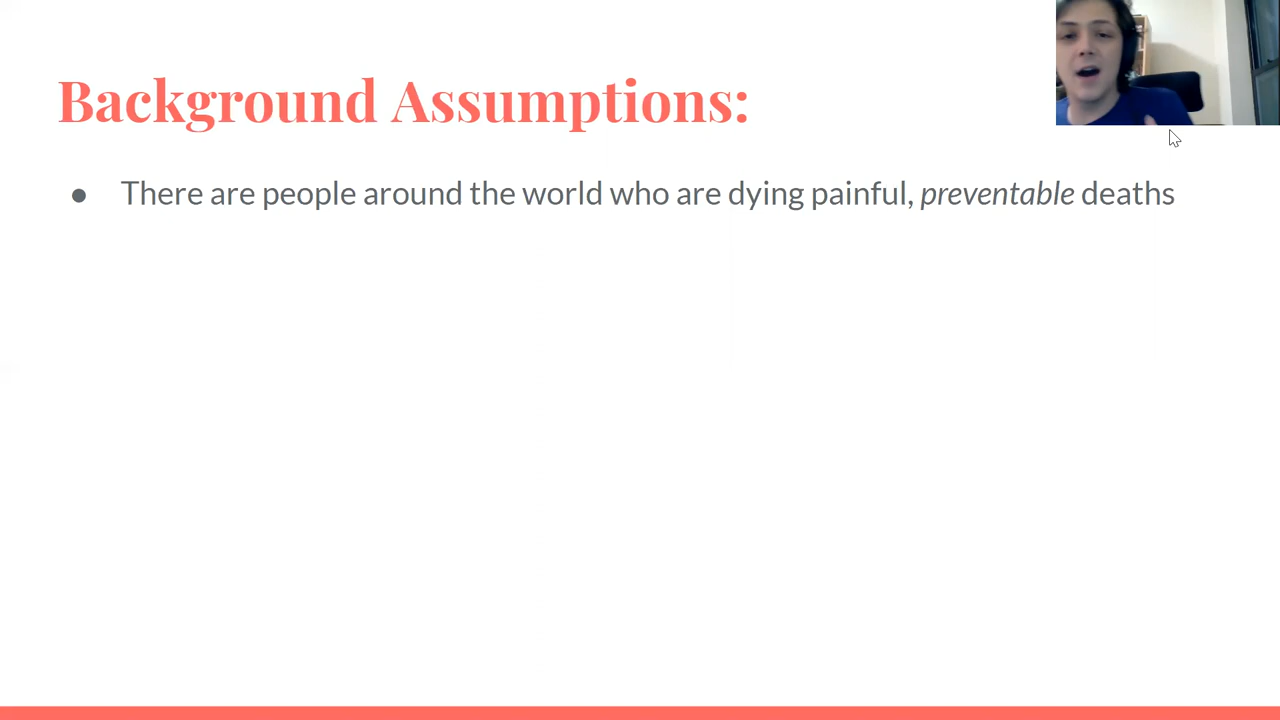 Background Assumptions:
● There are people around the world who are dying painful, preventable deaths